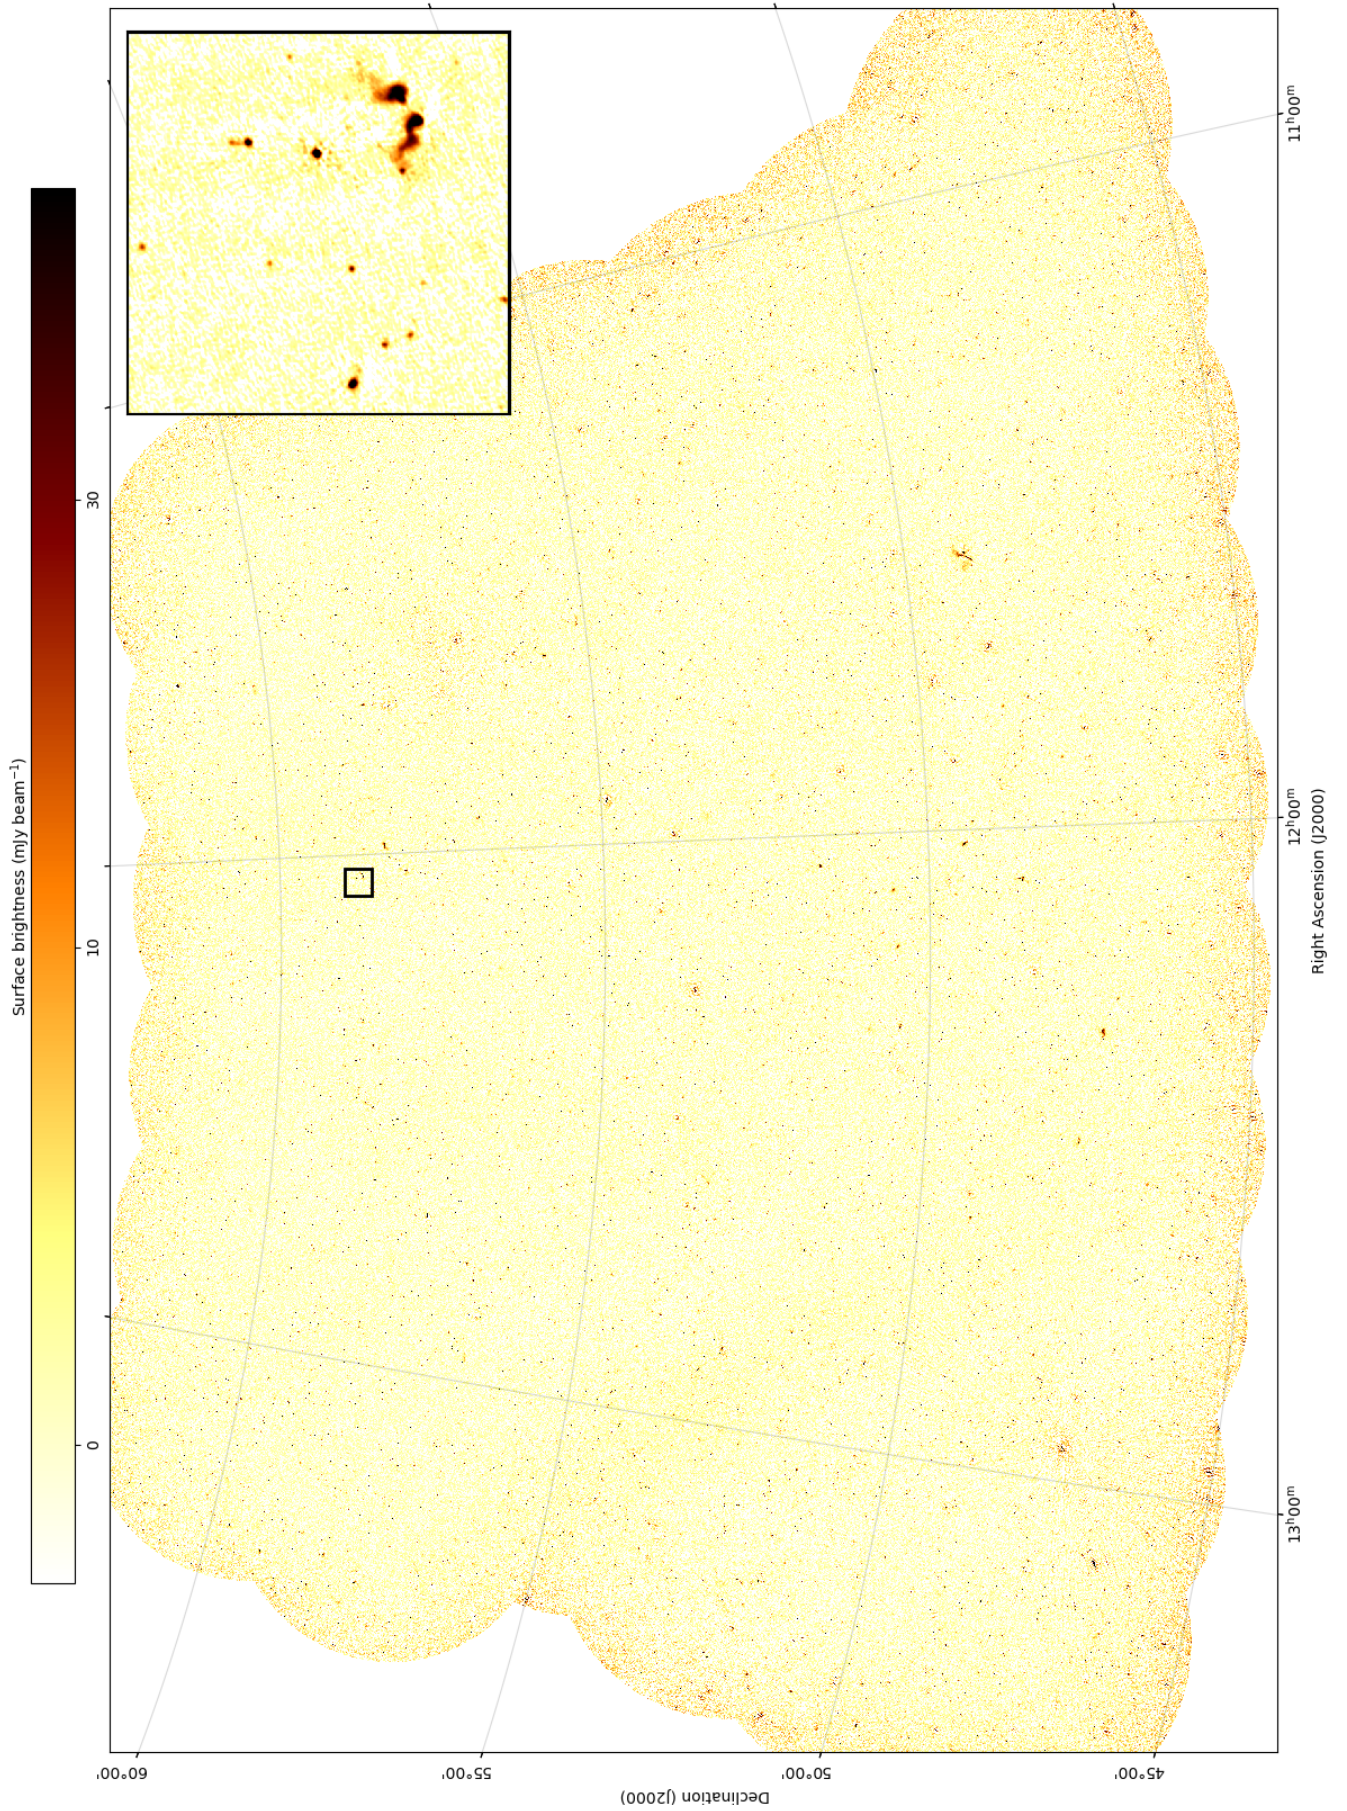 Surface brightness (mJy beam⁻¹)
0
10
30
11ʰ00ᵐ
12ʰ00ᵐ
13ʰ00ᵐ
Right Ascension (J2000)
60°00'
55°00'
50°00'
45°00'
Declination (J2000)